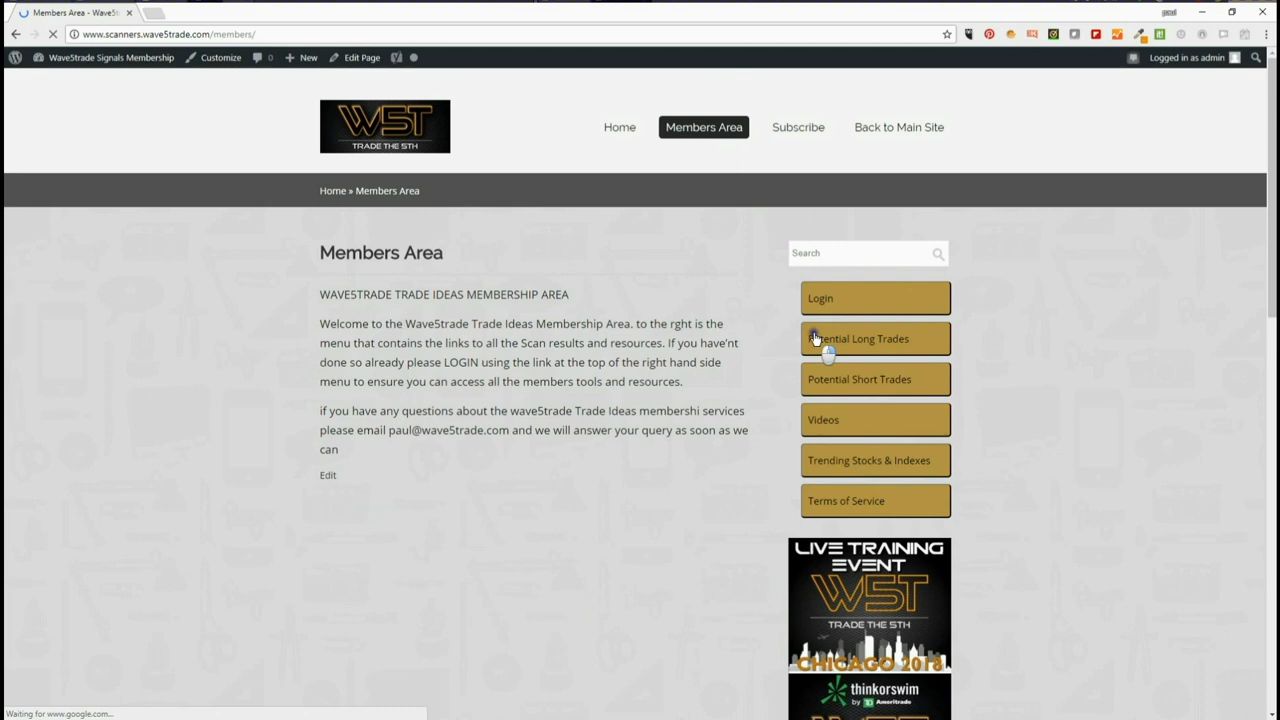 Members Area - Wave5t
paul
www.scanners.wave5trade.com/members/
Wave5trade Signals Membership
Customize
0
New
Edit Page
Logged in as admin
W5T
TRADE THE 5TH
Home
Members Area
Subscribe
Back to Main Site
Home » Members Area
Members Area
Search
WAVE5TRADE TRADE IDEAS MEMBERSHIP AREA
Welcome to the Wave5trade Trade Ideas Membership Area. to the rght is the
menu that contains the links to all the Scan results and resources. If you have'nt
done so already please LOGIN using the link at the top of the right hand side
menu to ensure you can access all the members tools and resources.
if you have any questions about the wave5trade Trade Ideas membershi services
please email paul@wave5trade.com and we will answer your query as soon as we
can
Edit
Login
Potential Long Trades
Potential Short Trades
Videos
Trending Stocks & Indexes
Terms of Service
LIVE TRAINING
EVENT
W5T
TRADE THE 5TH
CHICAGO 2018
thinkorswim
by TD Ameritrade
Waiting for www.google.com...